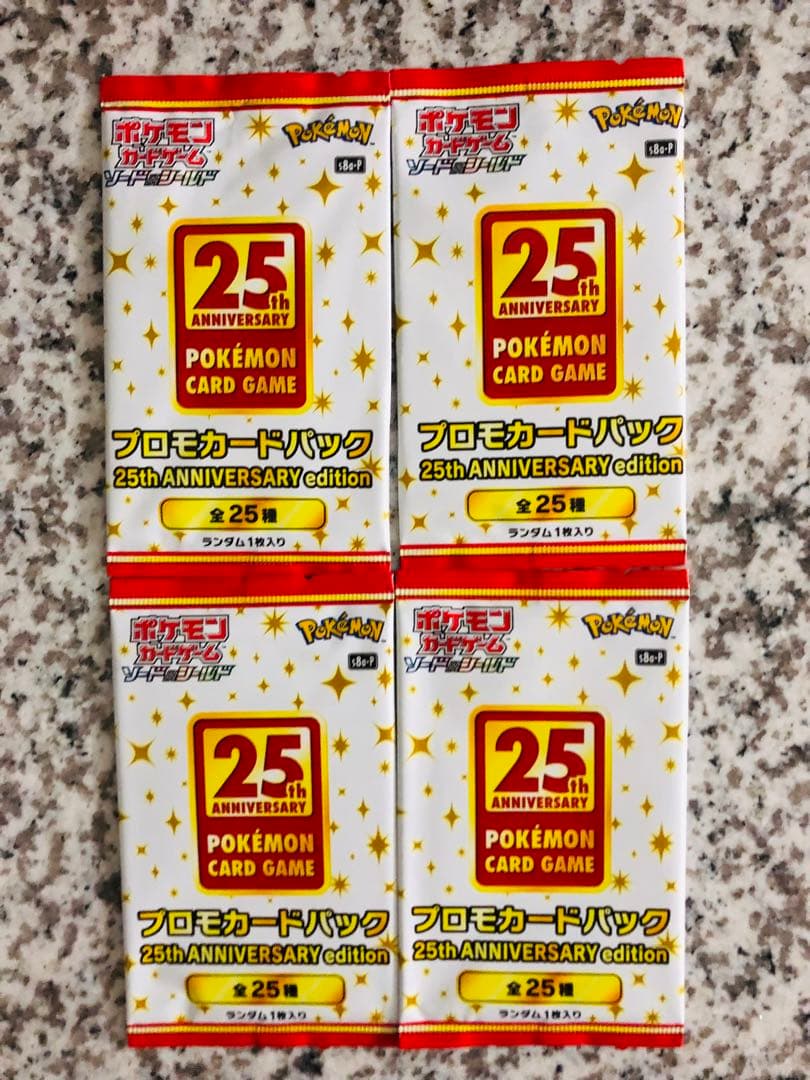 ポケモン
カードゲーム
ソード&シールド
POKéMON
s8a-P
25th
ANNIVERSARY
POKÉMON
CARD GAME
プロモカードパック
25th ANNIVERSARY edition
全25種
ランダム1枚入り
ポケモン
カードゲーム
ソード&シールド
POKéMON
s8a-P
25th
ANNIVERSARY
POKÉMON
CARD GAME
プロモカードパック
25th ANNIVERSARY edition
全25種
ランダム1枚入り
ポケモン
カードゲーム
ソード&シールド
POKéMON
s8a-P
25th
ANNIVERSARY
POKÉMON
CARD GAME
プロモカードパック
25th ANNIVERSARY edition
全25種
ランダム1枚入り
ポケモン
カードゲーム
ソード&シールド
POKéMON
s8a-P
25th
ANNIVERSARY
POKÉMON
CARD GAME
プロモカードパック
25th ANNIVERSARY edition
全25種
ランダム1枚入り